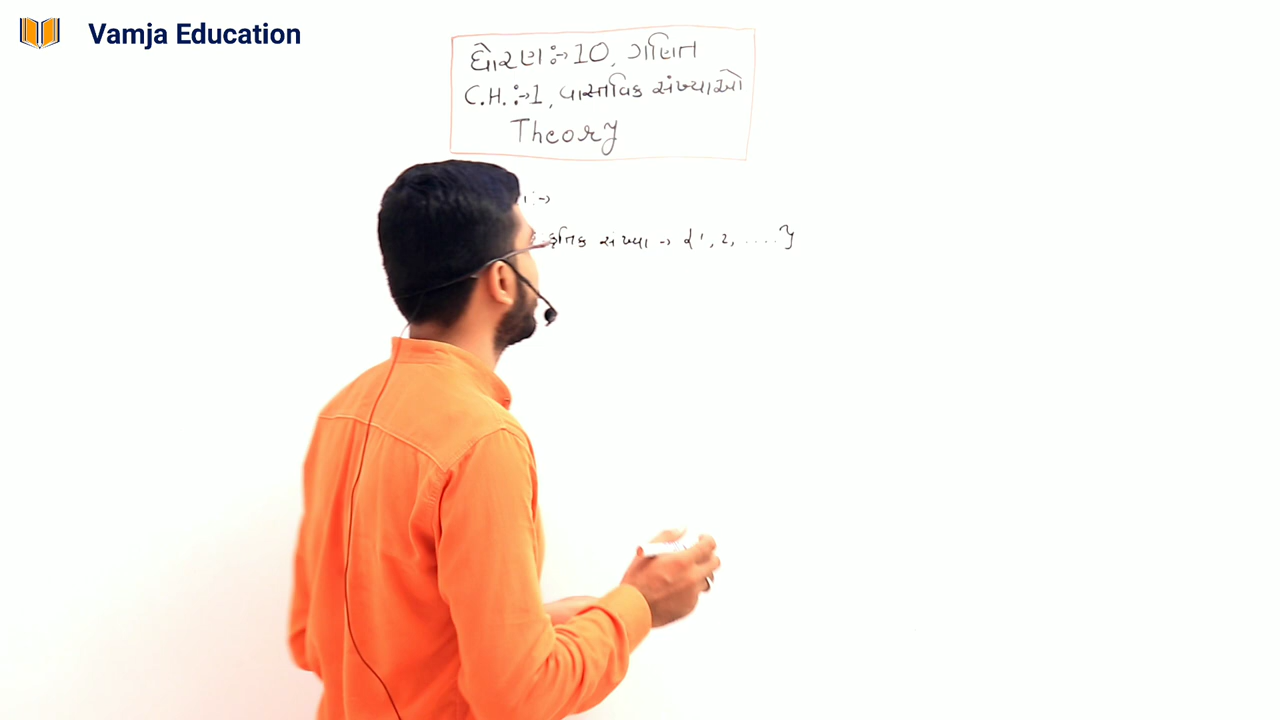 Vamja Education
ધોરણ :→ 10, ગણિત
C.H. :→ 1, વાસ્તવિક સંખ્યાઓ
Theory
સંખ્યા → {1, 2, ....}